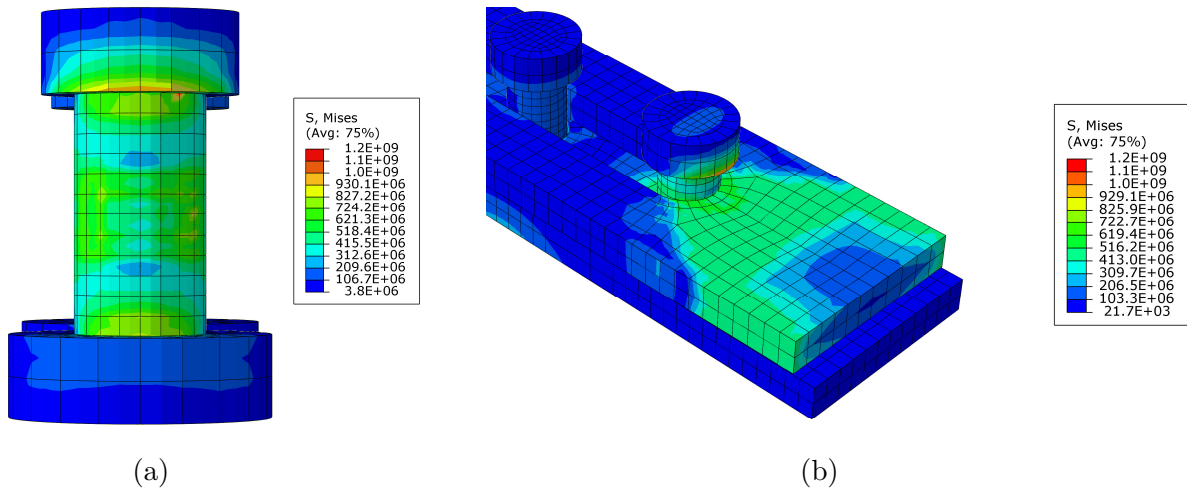 S, Mises
(Avg: 75%)
1.2E+09
1.1E+09
1.0E+09
930.1E+06
827.2E+06
724.2E+06
621.3E+06
518.4E+06
415.5E+06
312.6E+06
209.6E+06
106.7E+06
3.8E+06
S, Mises
(Avg: 75%)
1.2E+09
1.1E+09
1.0E+09
929.1E+06
825.9E+06
722.7E+06
619.4E+06
516.2E+06
413.0E+06
309.7E+06
206.5E+06
103.3E+06
21.7E+03
(a)
(b)